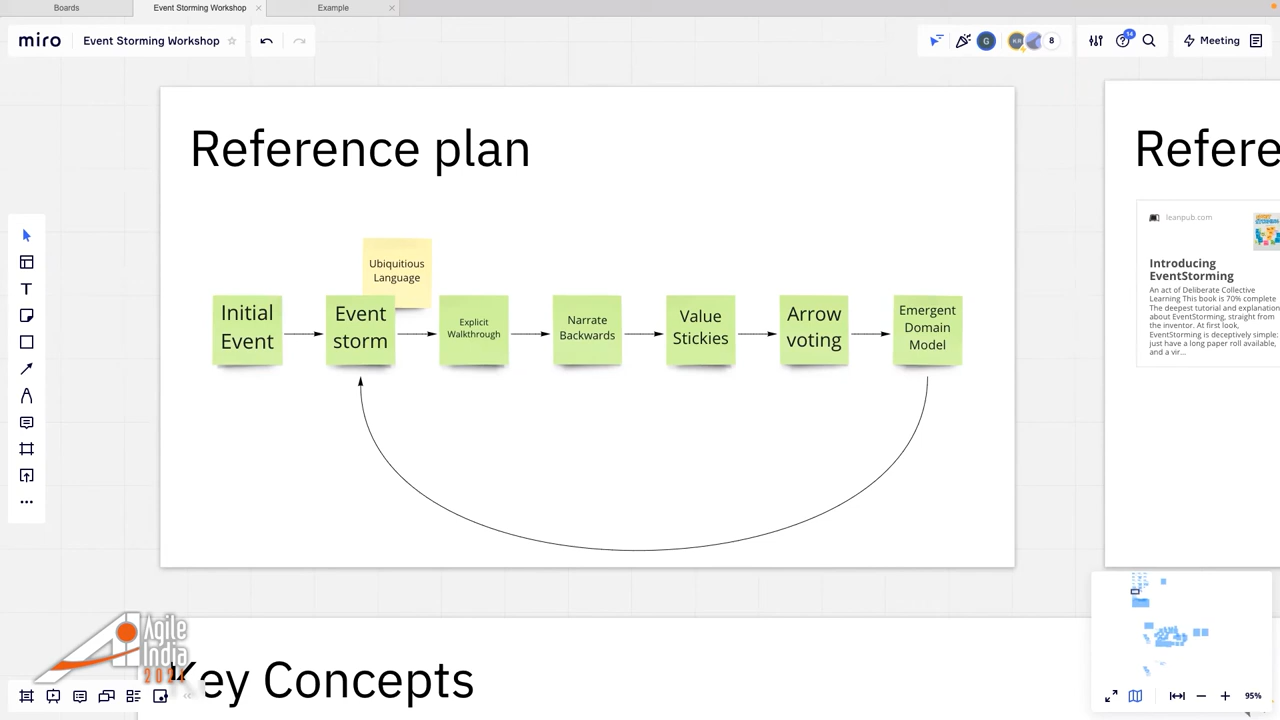 Boards
Event Storming Workshop
Example
miro
Event Storming Workshop
G
KR
8
14
Meeting
Reference plan
Refere
Ubiquitious
Language
Initial
Event
Event
storm
Explicit
Walkthrough
Narrate
Backwards
Value
Stickies
Arrow
voting
Emergent
Domain
Model
leanpub.com
Introducing
EventStorming
An act of Deliberate Collective
Learning This book is 70% complete
The deepest tutorial and explanation
about EventStorming, straight from
the inventor. At first look,
EventStorming is deceptively simple:
just have a long paper roll available,
and a vir...
Agile
India
Key Concepts
95%